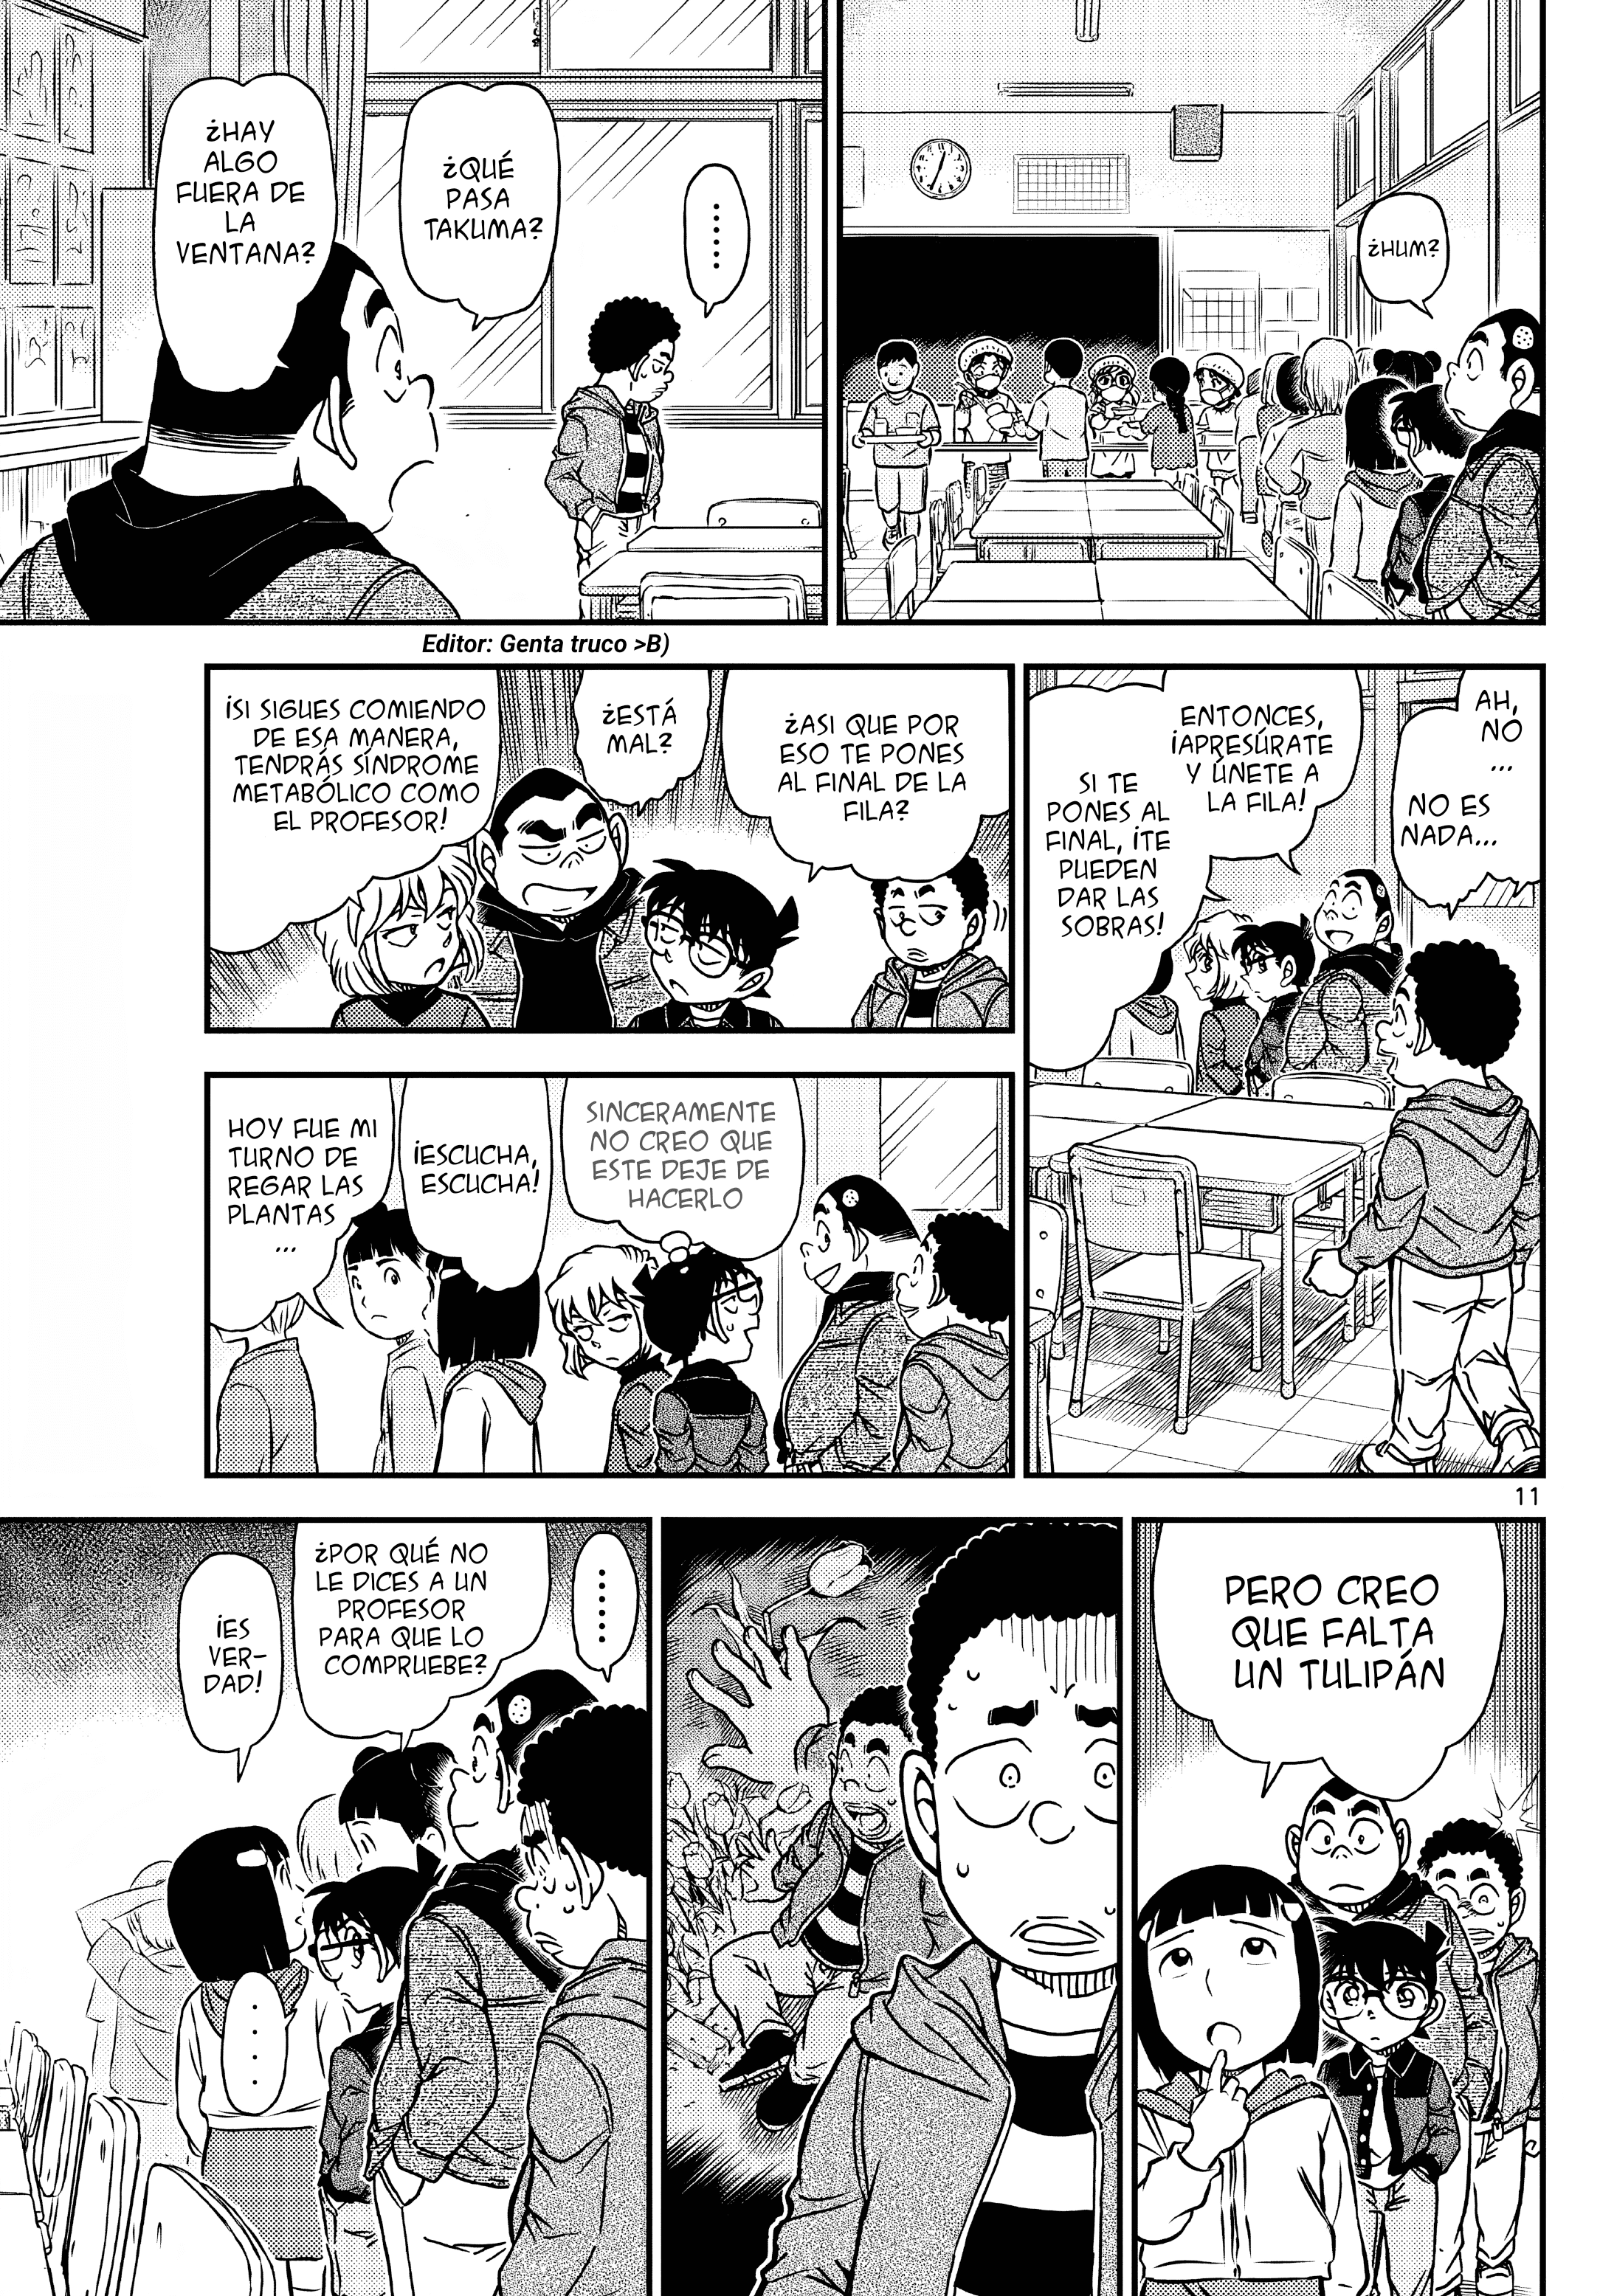 ¿HUM?
......
¿QUÉ
PASA
TAKUMA?
¿HAY
ALGO
FUERA DE
LA
VENTANA?
Editor: Genta truco >B)
AH,
NO
...
NO ES
NADA...
ENTONCES,
¡APRESÚRATE
Y ÚNETE A
LA FILA!
SI TE
PONES AL
FINAL, ¡TE
PUEDEN
DAR LAS
SOBRAS!
¿ASI QUE POR
ESO TE PONES
AL FINAL DE LA
FILA?
¿ESTÁ
MAL?
¡SI SIGUES COMIENDO
DE ESA MANERA,
TENDRÁS SÍNDROME
METABÓLICO COMO
EL PROFESOR!
SINCERAMENTE
NO CREO QUE
ESTE DEJE DE
HACERLO
¡ESCUCHA,
ESCUCHA!
HOY FUE MI
TURNO DE
REGAR LAS
PLANTAS
...
11
PERO CREO
QUE FALTA
UN TULIPÁN
......
¿POR QUÉ NO
LE DICES A UN
PROFESOR
PARA QUE LO
COMPRUEBE?
¡ES
VER-
DAD!
....